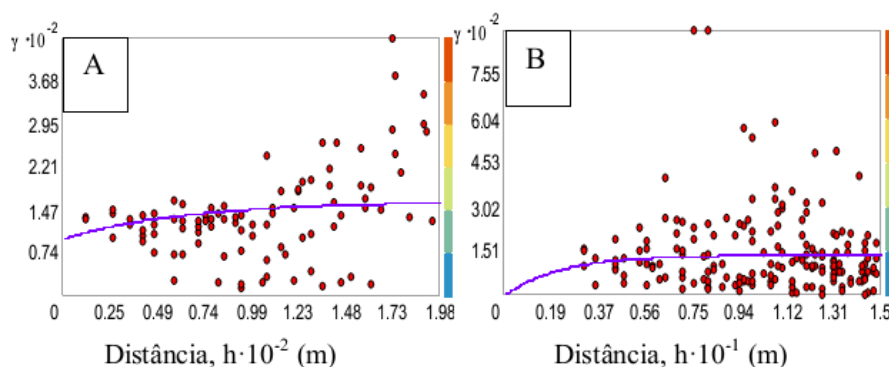 γ ·10⁻²
A
3.68
2.95
2.21
1.47
0.74
0 0.25 0.49 0.74 0.99 1.23 1.48 1.73 1.98
Distância, h·10⁻² (m)
γ ·10⁻²
B
7.55
6.04
4.53
3.02
1.51
0 0.19 0.37 0.56 0.75 0.94 1.12 1.31 1.5
Distância, h·10⁻¹ (m)